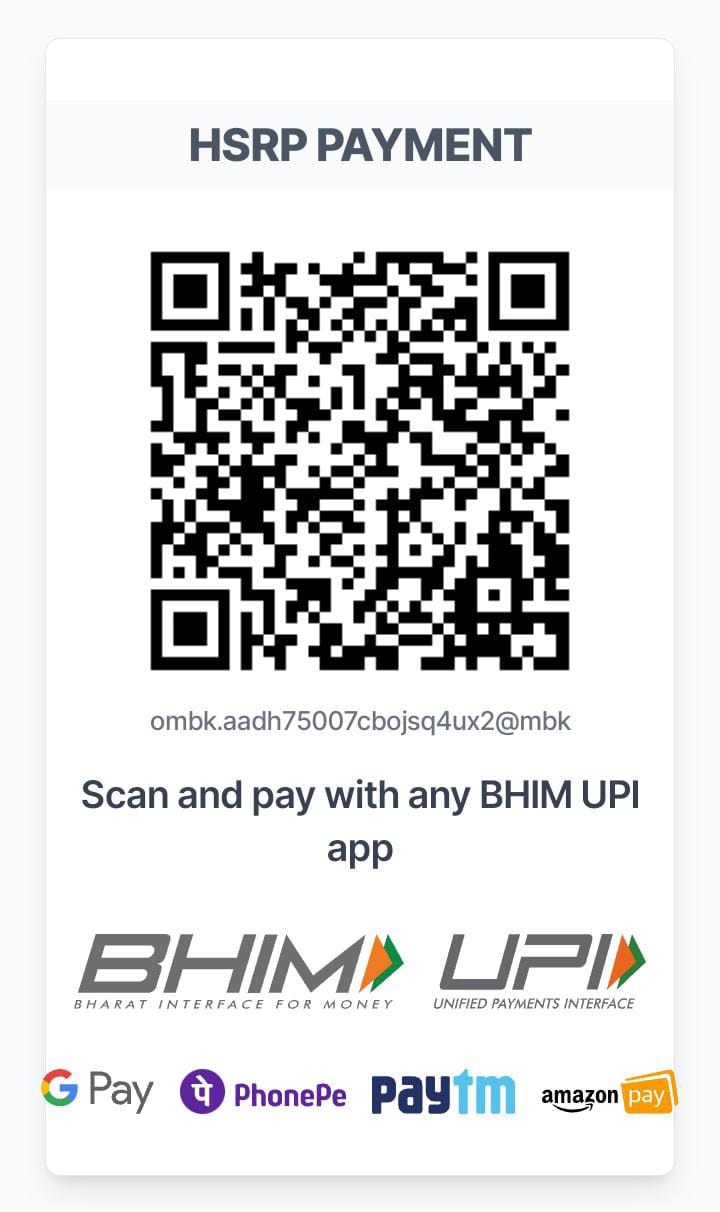 HSRP PAYMENT
ombk.aadh75007cbojsq4ux2@mbk
Scan and pay with any BHIM UPI
app
BHIM UPI
BHARAT INTERFACE FOR MONEY UNIFIED PAYMENTS INTERFACE
G Pay पे PhonePe paytm amazon pay